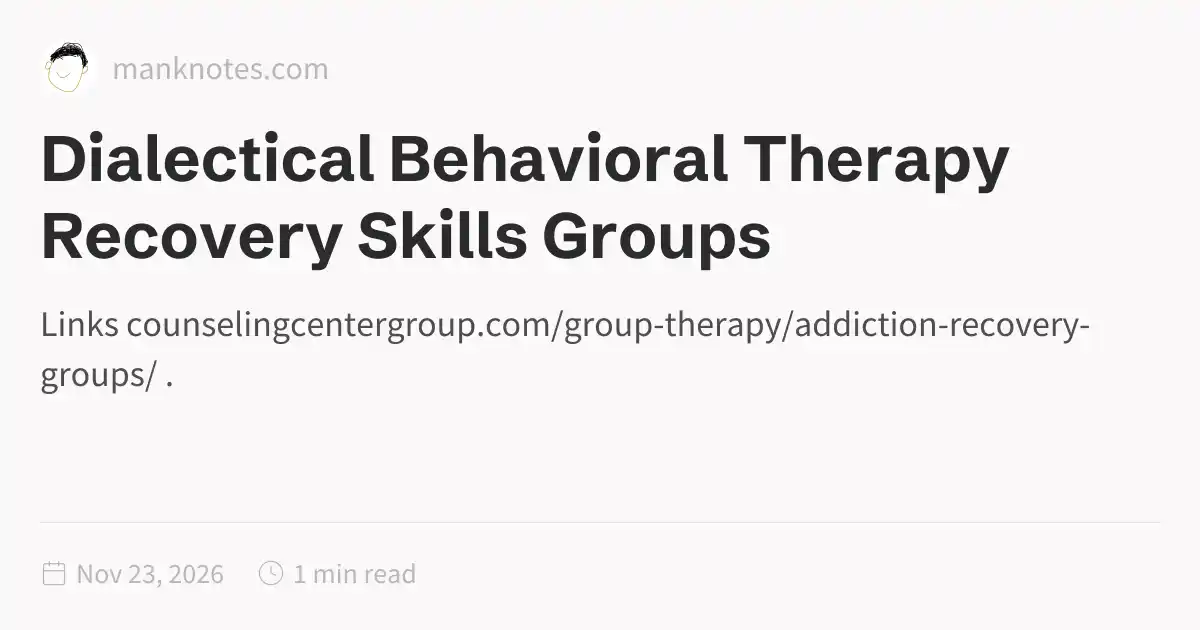 manknotes.com
Dialectical Behavioral Therapy
Recovery Skills Groups
Links counselingcentergroup.com/group-therapy/addiction-recovery-
groups/ .
Nov 23, 2026 1 min read